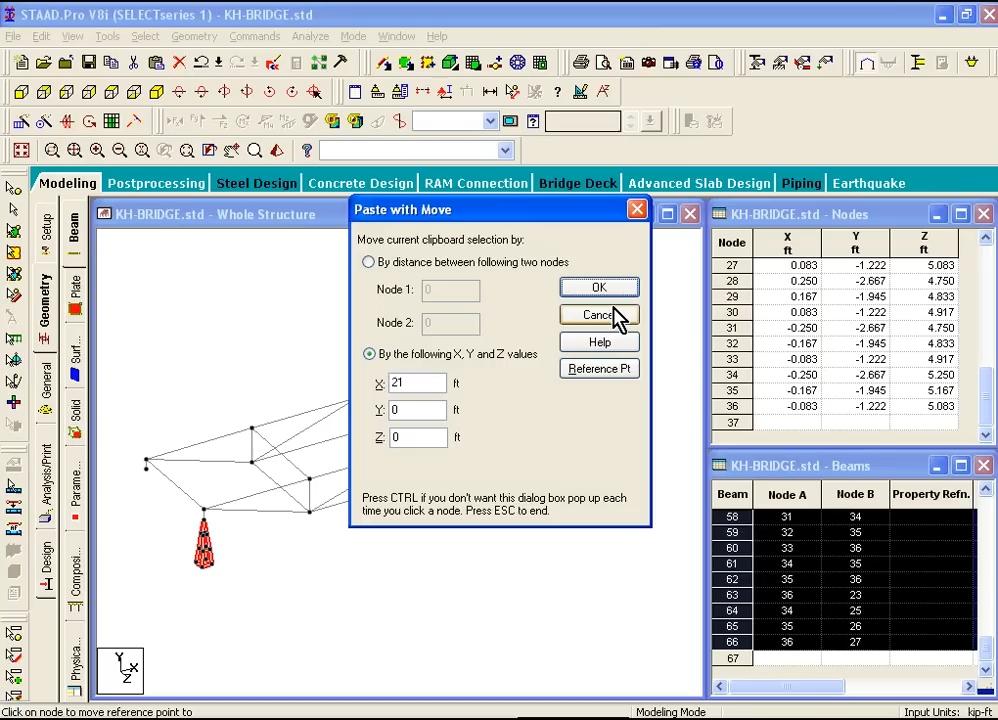 STAAD.Pro V8i (SELECTseries 1) - KH-BRIDGE.std
File Edit View Tools Select Geometry Commands Analyze Mode Window Help
Modeling Postprocessing Steel Design Concrete Design RAM Connection Bridge Deck Advanced Slab Design Piping Earthquake
Setup
Geometry
General
Analysis/Print
Design
Beam
Plate
Surf...
Solid
Parame...
Composi...
Physica...
KH-BRIDGE.std - Whole Structure
Y
X
Z
Paste with Move
Move current clipboard selection by:
By distance between following two nodes
Node 1: 0
Node 2: 0
By the following X, Y and Z values
X: 21 ft
Y: 0 ft
Z: 0 ft
OK
Help
Reference Pt
Press CTRL if you don't want this dialog box pop up each
time you click a node. Press ESC to end.
KH-BRIDGE.std - Nodes
Node X ft Y ft Z ft
27 0.083 -1.222 5.083
28 0.250 -2.667 4.750
29 0.167 -1.945 4.833
30 0.083 -1.222 4.917
31 -0.250 -2.667 4.750
32 -0.167 -1.945 4.833
33 -0.083 -1.222 4.917
34 -0.250 -2.667 5.250
35 -0.167 -1.945 5.167
36 -0.083 -1.222 5.083
37
KH-BRIDGE.std - Beams
Beam Node A Node B Property Refn.
58 31 34
59 32 35
60 33 36
61 34 35
62 35 36
63 36 23
64 34 25
65 35 26
66 36 27
67
Click on node to move reference point to
Modeling Mode
Input Units: kip-ft